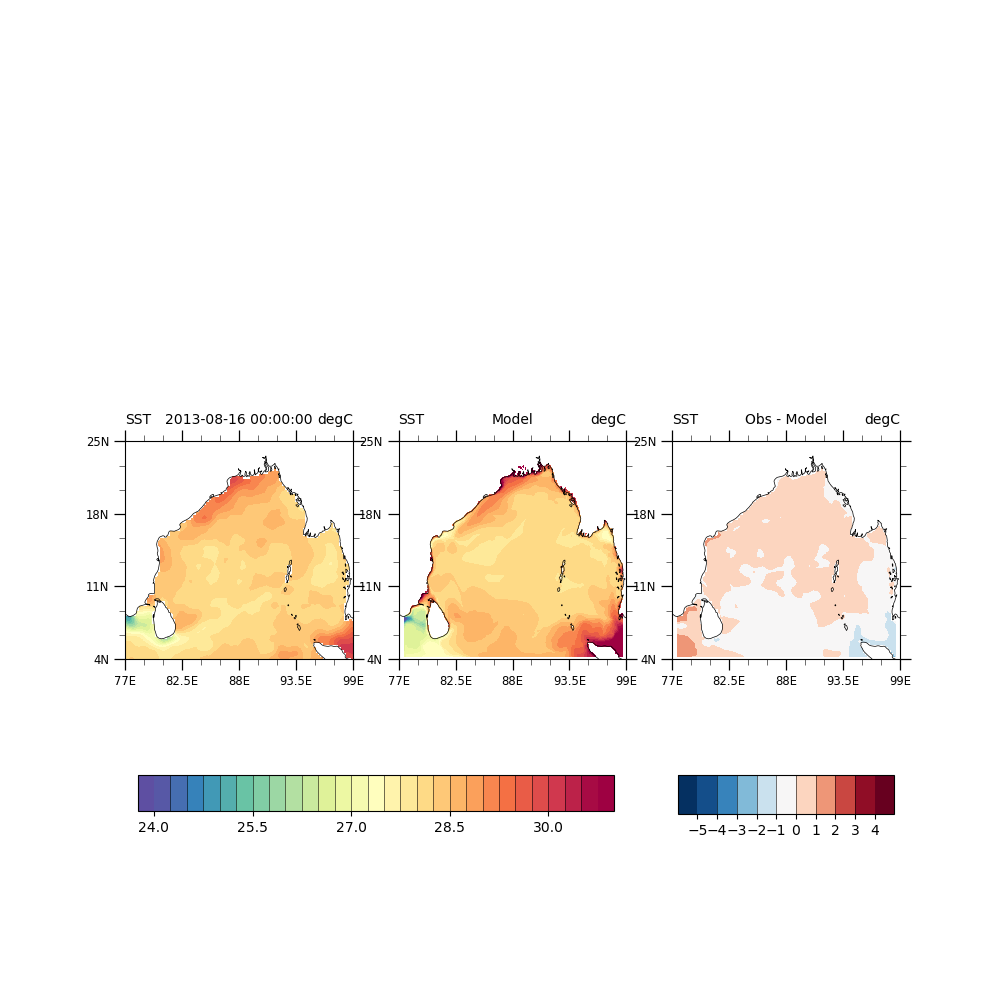 SST 2013-08-16 00:00:00 degC SST Model degC SST Obs - Model degC
25N 25N 25N
18N 18N 18N
11N 11N 11N
4N 4N 4N
77E 82.5E 88E 93.5E 99E 77E 82.5E 88E 93.5E 99E 77E 82.5E 88E 93.5E 99E
24.0 25.5 27.0 28.5 30.0 −5 −4 −3 −2 −1 0 1 2 3 4